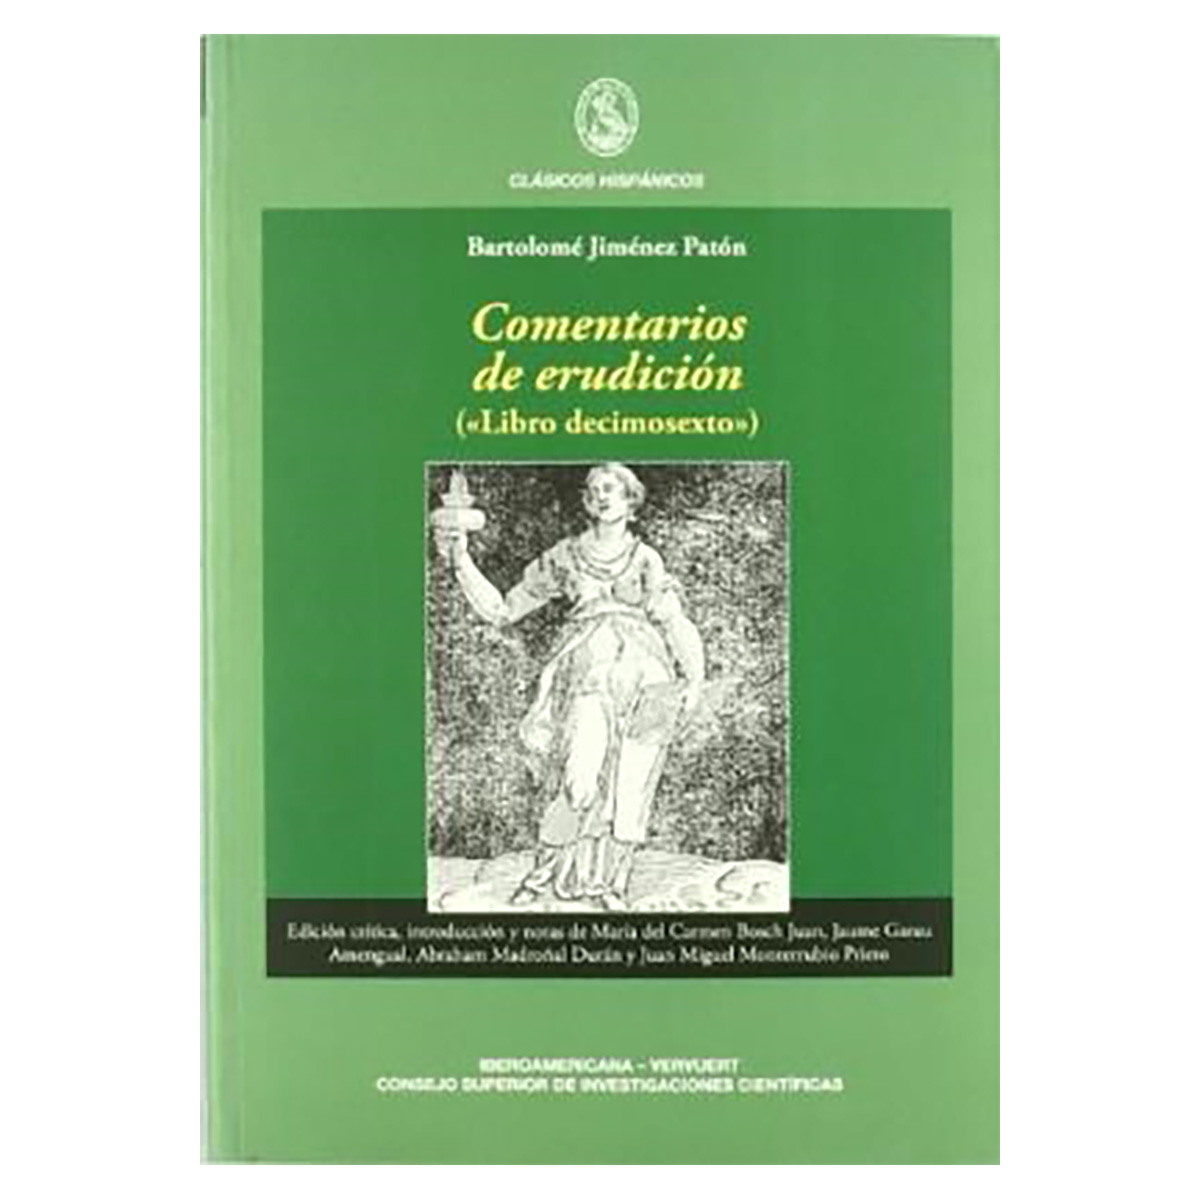 CLÁSICOS HISPÁNICOS
Bartolomé Jiménez Patón
Comentarios
de erudición
(«Libro decimosexto»)
Edición crítica, introducción y notas de María del Carmen Bosch Juan, Jaume Garau
Amengual, Abraham Madroñal Durán y Juan Miguel Monterrubio Prieto
IBEROAMERICANA – VERVUERT
CONSEJO SUPERIOR DE INVESTIGACIONES CIENTÍFICAS